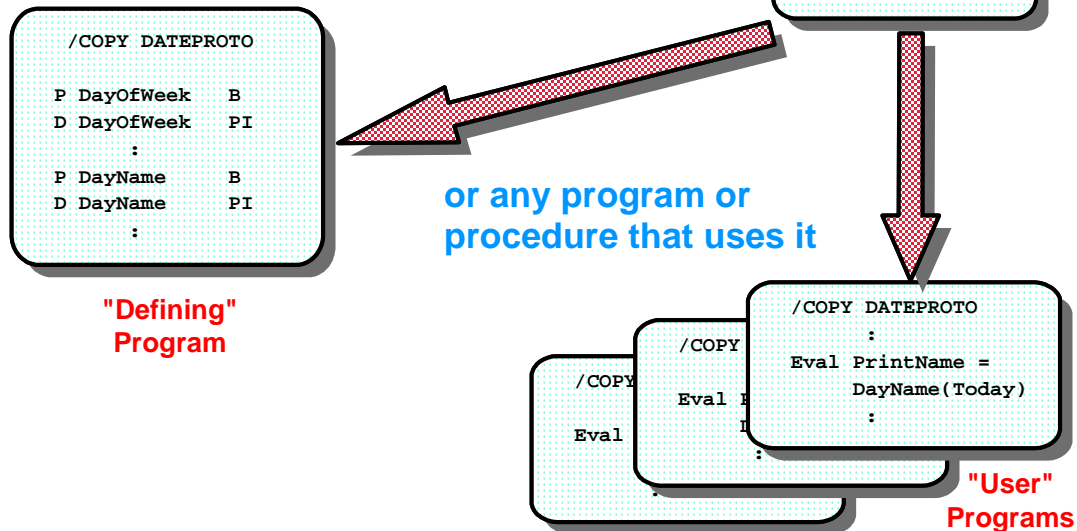 /COPY DATEPROTO
P DayOfWeek B
D DayOfWeek PI
:
P DayName B
D DayName PI
:
"Defining"
Program
or any program or
procedure that uses it
/COPY DATEPROTO
:
Eval PrintName =
DayName(Today)
:
/COPY
Eval
:
/COPY
Eval
:
"User"
Programs